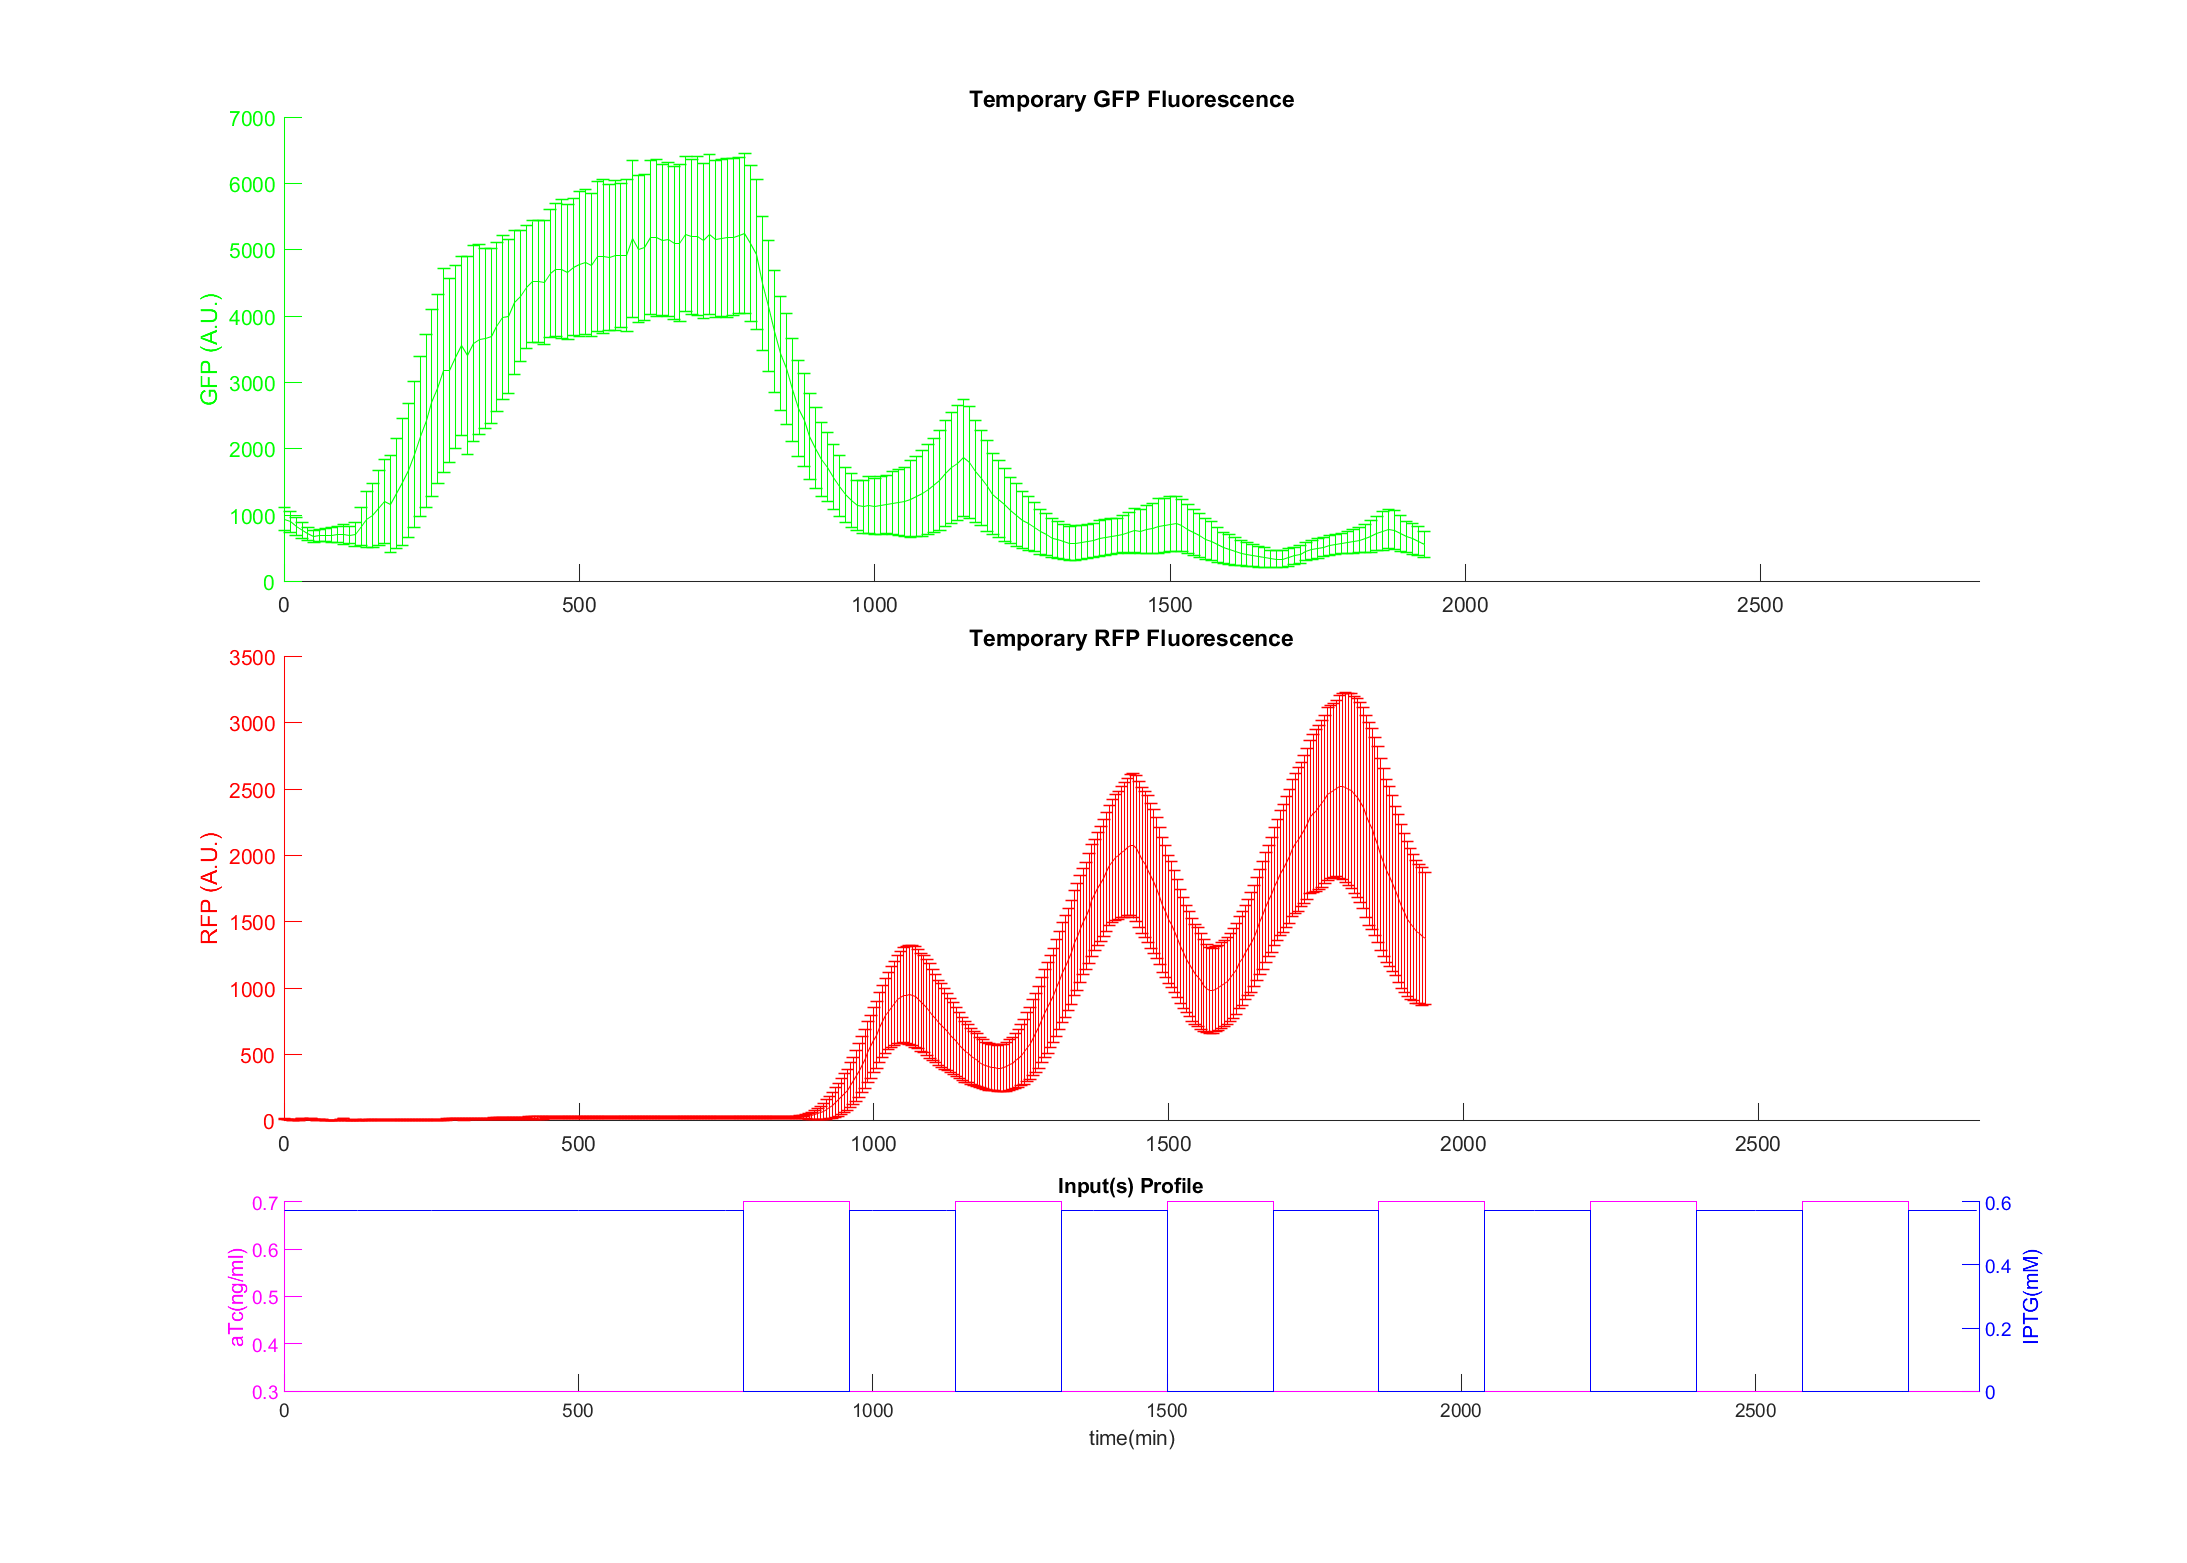 Temporary GFP Fluorescence
7000
6000
5000
4000
3000
2000
1000
0
GFP (A.U.)
0 500 1000 1500 2000 2500
Temporary RFP Fluorescence
3500
3000
2500
2000
1500
1000
500
0
RFP (A.U.)
0 500 1000 1500 2000 2500
Input(s) Profile
0.7
0.6
0.5
0.4
0.3
aTc(ng/ml)
0.6
0.4
0.2
0
IPTG(mM)
0 500 1000 1500 2000 2500
time(min)